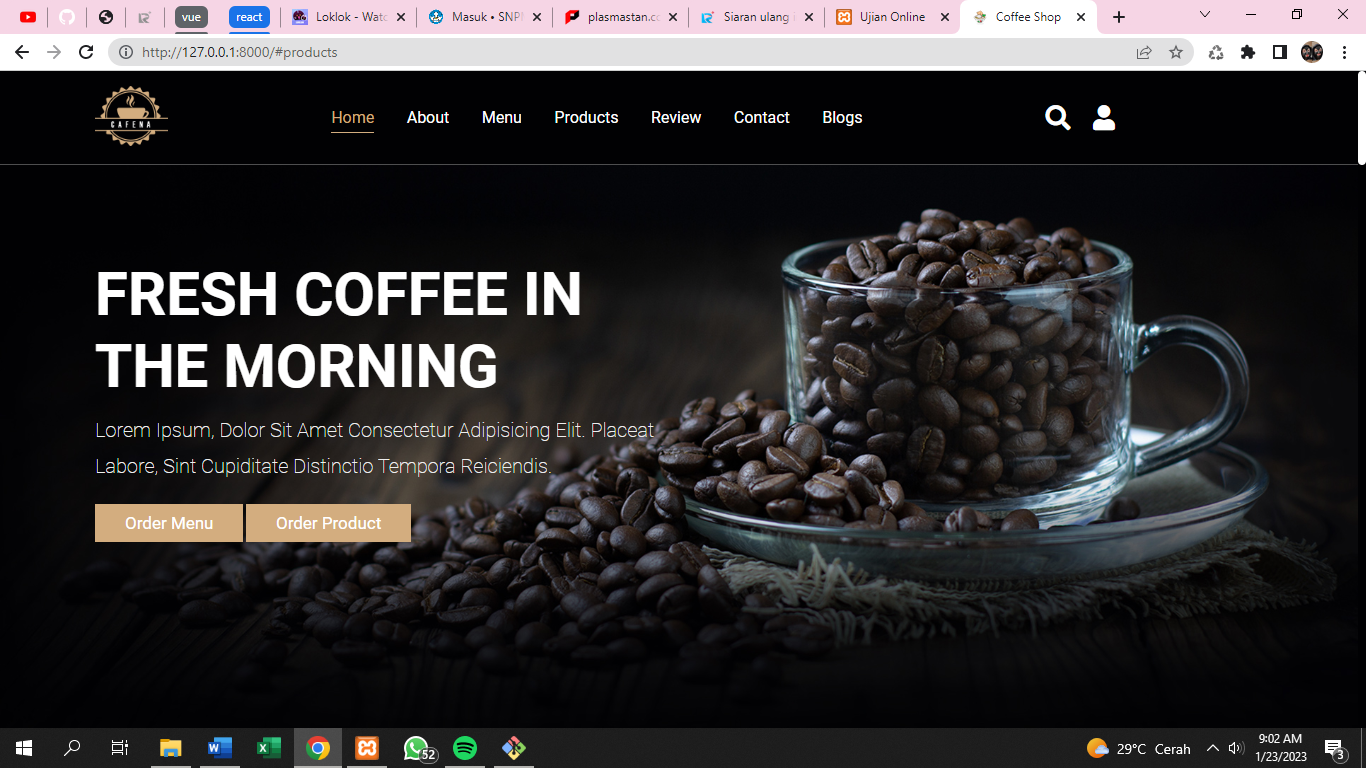 vue
react
Loklok - Watc
Masuk • SNP
plasmastan.co
Siaran ulang
Ujian Online
Coffee Shop
http://127.0.0.1:8000/#products
CAFENA
Home About Menu Products Review Contact Blogs
FRESH COFFEE IN
THE MORNING
Lorem Ipsum, Dolor Sit Amet Consectetur Adipisicing Elit. Placeat
Labore, Sint Cupiditate Distinctio Tempora Reiciendis.
Order Menu Order Product
52
29°C Cerah
9:02 AM
1/23/2023
3